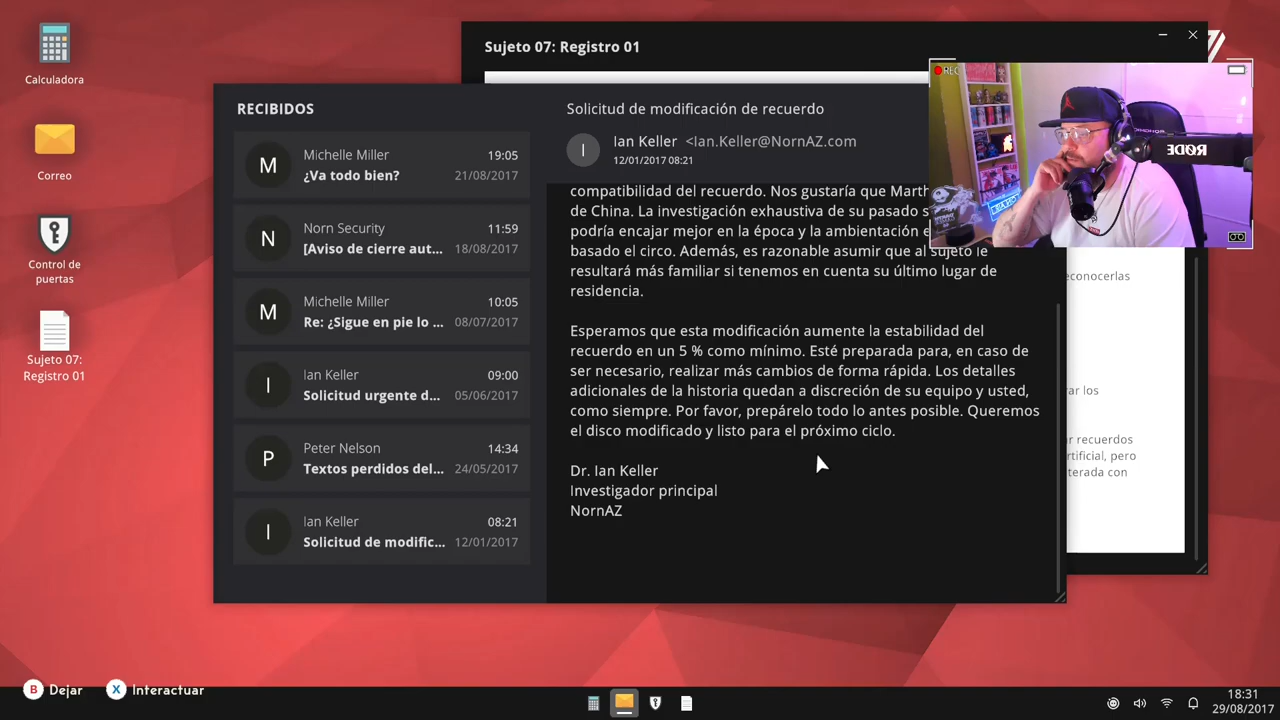 Calculadora
Correo
Control de
puertas
Sujeto 07:
Registro 01
Sujeto 07: Registro 01
RECIBIDOS
M
Michelle Miller
19:05
¿Va todo bien?
21/08/2017
N
Norn Security
11:59
[Aviso de cierre aut...
18/08/2017
M
Michelle Miller
10:05
Re: ¿Sigue en pie lo ...
08/07/2017
I
Ian Keller
09:00
Solicitud urgente d...
05/06/2017
P
Peter Nelson
14:34
Textos perdidos del...
24/05/2017
I
Ian Keller
08:21
Solicitud de modific...
12/01/2017
Solicitud de modificación de recuerdo
I
Ian Keller <Ian.Keller@NornAZ.com
12/01/2017 08:21
compatibilidad del recuerdo. Nos gustaría que Marth
de China. La investigación exhaustiva de su pasado s
podría encajar mejor en la época y la ambientación e
basado el circo. Además, es razonable asumir que al sujeto le
resultará más familiar si tenemos en cuenta su último lugar de
residencia.
Esperamos que esta modificación aumente la estabilidad del
recuerdo en un 5 % como mínimo. Esté preparada para, en caso de
ser necesario, realizar más cambios de forma rápida. Los detalles
adicionales de la historia quedan a discreción de su equipo y usted,
como siempre. Por favor, prepárelo todo lo antes posible. Queremos
el disco modificado y listo para el próximo ciclo.
Dr. Ian Keller
Investigador principal
NornAZ
REC
RØDE
econocerlas
ar los
ar recuerdos
rtificial, pero
terada con
B Dejar
X Interactuar
18:31
29/08/2017